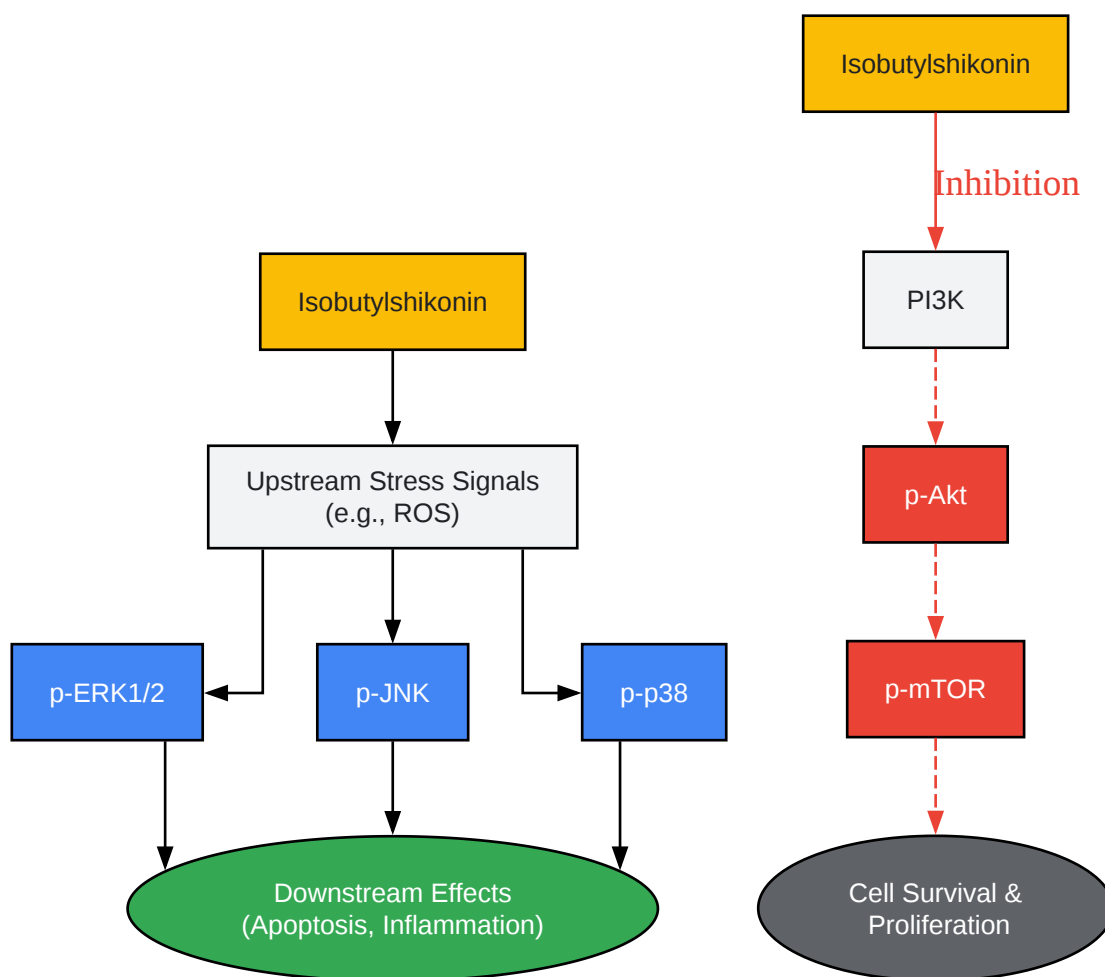 Isobutylshikonin
Inhibition
PI3K
p-Akt
p-mTOR
Cell Survival &
Proliferation
Isobutylshikonin
Upstream Stress Signals
(e.g., ROS)
p-ERK1/2
p-JNK
p-p38
Downstream Effects
(Apoptosis, Inflammation)